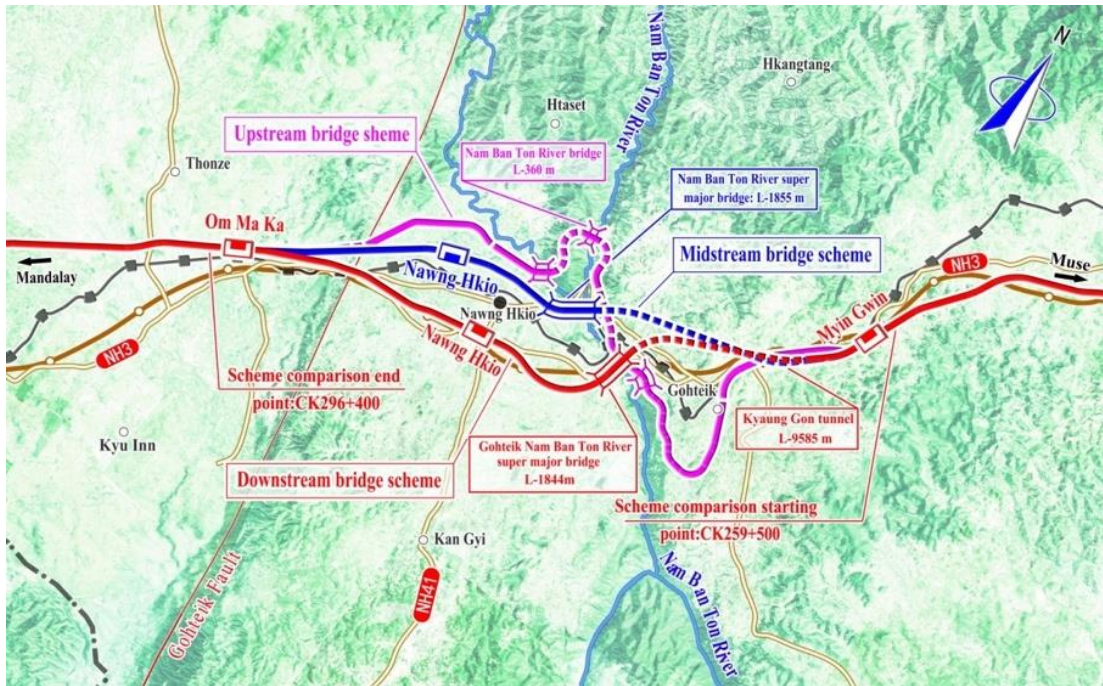 N
Nam Ban Ton River
Hkangtang
Htaset
Upstream bridge sheme
Nam Ban Ton River bridge
L-360 m
Thonze
Nam Ban Ton River super
major bridge: L-1855 m
Om Ma Ka
Midstream bridge scheme
Mandalay
Nawng-Hkio
NH3
Muse
Nawng Hkio
Nawng Hkio
Myin Gwin
NH3
Scheme comparison end
point:CK296+400
Gohteik
Kyaung Gon tunnel
L-9585 m
Kyu Inn
Gohteik Nam Ban Ton River
super major bridge
L-1844m
Downstream bridge scheme
Scheme comparison starting
point:CK259+500
Kan Gyi
Gohteik Fault
NH41
Nam Ban Ton River